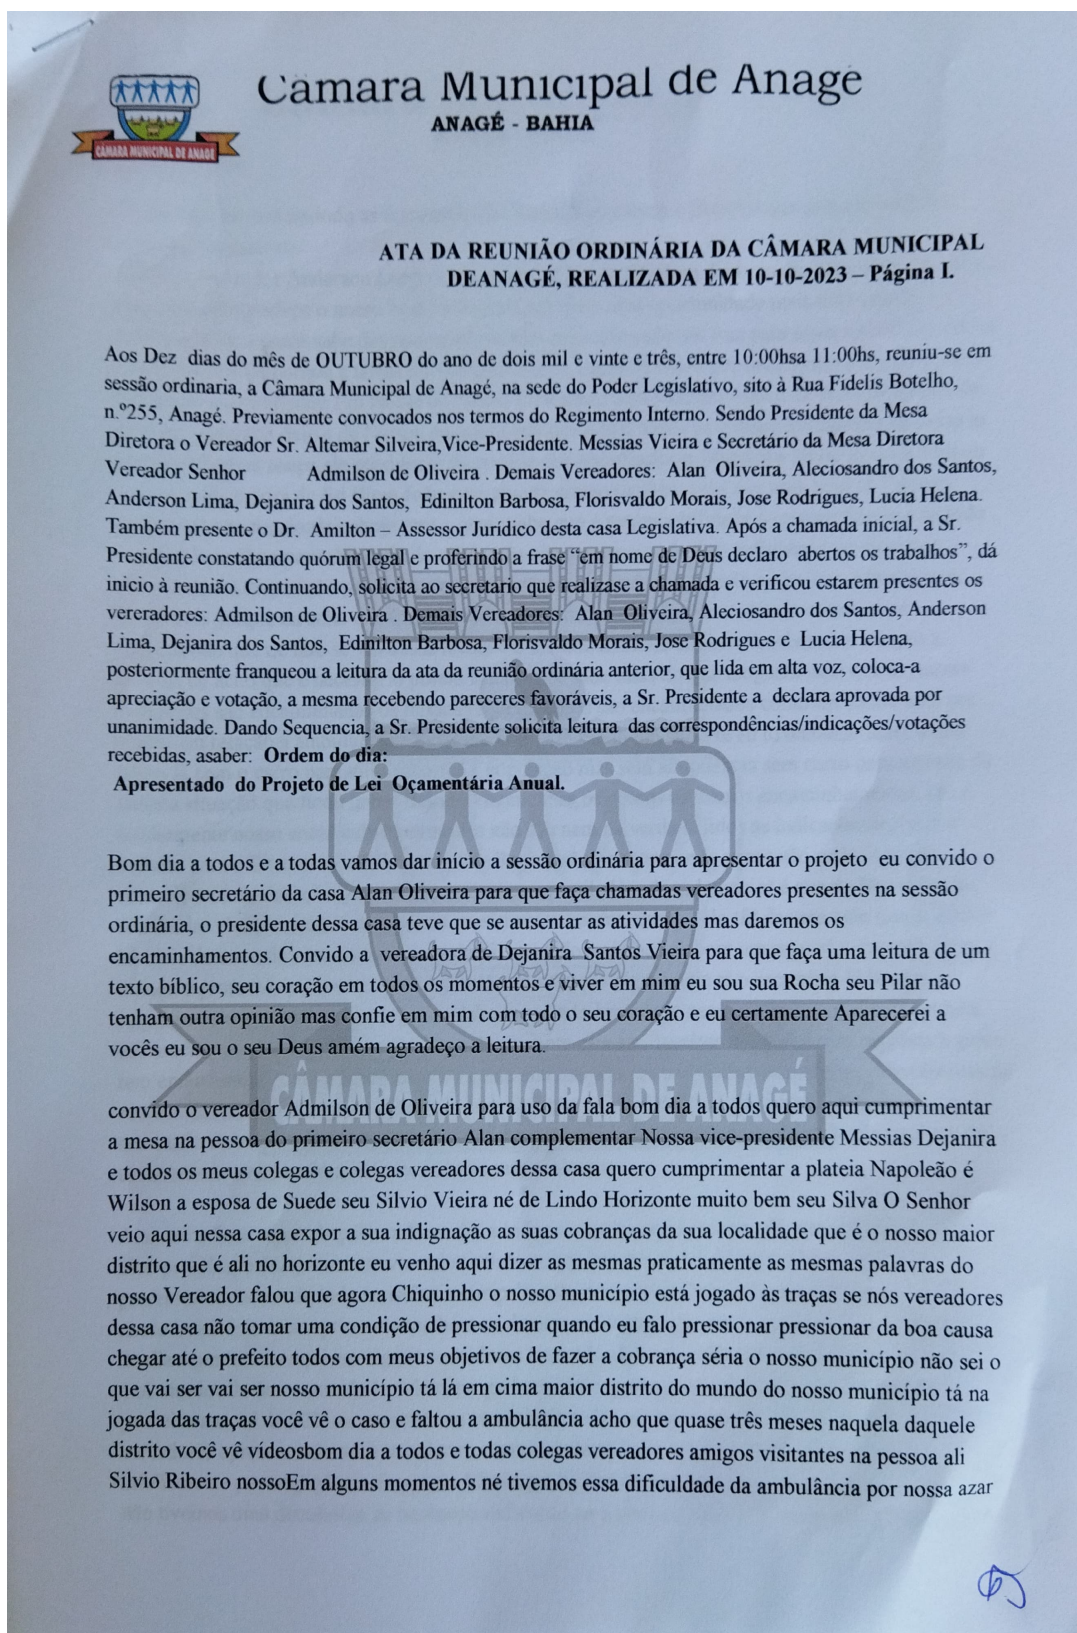 Câmara Municipal de Anagé
ANAGÉ - BAHIA
CÂMARA MUNICIPAL DE ANAGÉ
ATA DA REUNIÃO ORDINÁRIA DA CÂMARA MUNICIPAL
DEANAGÉ, REALIZADA EM 10-10-2023 – Página I.
Aos Dez dias do mês de OUTUBRO do ano de dois mil e vinte e três, entre 10:00hsa 11:00hs, reuniu-se em
sessão ordinaria, a Câmara Municipal de Anagé, na sede do Poder Legislativo, sito à Rua Fidelis Botelho,
n.º255, Anagé. Previamente convocados nos termos do Regimento Interno. Sendo Presidente da Mesa
Diretora o Vereador Sr. Altemar Silveira,Vice-Presidente. Messias Vieira e Secretário da Mesa Diretora
Vereador Senhor Admilson de Oliveira . Demais Vereadores: Alan Oliveira, Aleciosandro dos Santos,
Anderson Lima, Dejanira dos Santos, Edinilton Barbosa, Florisvaldo Morais, Jose Rodrigues, Lucia Helena.
Também presente o Dr. Amilton – Assessor Jurídico desta casa Legislativa. Após a chamada inicial, a Sr.
Presidente constatando quórum legal e proferindo a frase “em nome de Deus declaro abertos os trabalhos”, dá
inicio à reunião. Continuando, solicita ao secretario que realizase a chamada e verificou estarem presentes os
vereradores: Admilson de Oliveira . Demais Vereadores: Alan Oliveira, Aleciosandro dos Santos, Anderson
Lima, Dejanira dos Santos, Edinilton Barbosa, Florisvaldo Morais, Jose Rodrigues e Lucia Helena,
posteriormente franqueou a leitura da ata da reunião ordinária anterior, que lida em alta voz, coloca-a
apreciação e votação, a mesma recebendo pareceres favoráveis, a Sr. Presidente a declara aprovada por
unanimidade. Dando Sequencia, a Sr. Presidente solicita leitura das correspondências/indicações/votações
recebidas, asaber: Ordem do dia:
Apresentado do Projeto de Lei Oçamentária Anual.
Bom dia a todos e a todas vamos dar início a sessão ordinária para apresentar o projeto eu convido o
primeiro secretário da casa Alan Oliveira para que faça chamadas vereadores presentes na sessão
ordinária, o presidente dessa casa teve que se ausentar as atividades mas daremos os
encaminhamentos. Convido a vereadora de Dejanira Santos Vieira para que faça uma leitura de um
texto bíblico, seu coração em todos os momentos e viver em mim eu sou sua Rocha seu Pilar não
tenham outra opinião mas confie em mim com todo o seu coração e eu certamente Aparecerei a
vocês eu sou o seu Deus amém agradeço a leitura.
CÂMARA MUNICIPAL DE ANAGÉ
convido o vereador Admilson de Oliveira para uso da fala bom dia a todos quero aqui cumprimentar
a mesa na pessoa do primeiro secretário Alan complementar Nossa vice-presidente Messias Dejanira
e todos os meus colegas e colegas vereadores dessa casa quero cumprimentar a plateia Napoleão é
Wilson a esposa de Suede seu Silvio Vieira né de Lindo Horizonte muito bem seu Silva O Senhor
veio aqui nessa casa expor a sua indignação as suas cobranças da sua localidade que é o nosso maior
distrito que é ali no horizonte eu venho aqui dizer as mesmas praticamente as mesmas palavras do
nosso Vereador falou que agora Chiquinho o nosso município está jogado às traças se nós vereadores
dessa casa não tomar uma condição de pressionar quando eu falo pressionar pressionar da boa causa
chegar até o prefeito todos com meus objetivos de fazer a cobrança séria o nosso município não sei o
que vai ser vai ser nosso município tá lá em cima maior distrito do mundo do nosso município tá na
jogada das traças você vê o caso e faltou a ambulância acho que quase três meses naquela daquele
distrito você vê vídeosbom dia a todos e todas colegas vereadores amigos visitantes na pessoa ali
Silvio Ribeiro nossoEm alguns momentos né tivemos essa dificuldade da ambulância por nossa azar